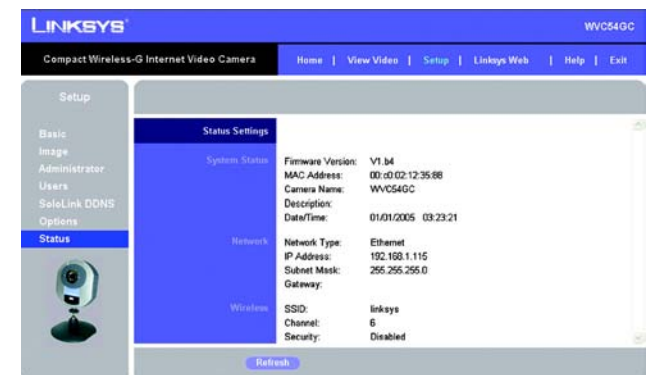 LINKSYS®
WVC54GC
Compact Wireless-G Internet Video Camera
Home | View Video | Setup | Linksys Web | Help | Exit
Setup
Basic
Image
Administrator
Users
SoloLink DDNS
Options
Status
Status Settings
System Status
Firmware Version: V1.b4
MAC Address: 00:c0:02:12:35:88
Camera Name: WVC54GC
Description:
Date/Time: 01/01/2005 03:23:21
Network
Network Type: Ethernet
IP Address: 192.168.1.115
Subnet Mask: 255.255.255.0
Gateway:
Wireless
SSID: linksys
Channel: 6
Security: Disabled
Refresh